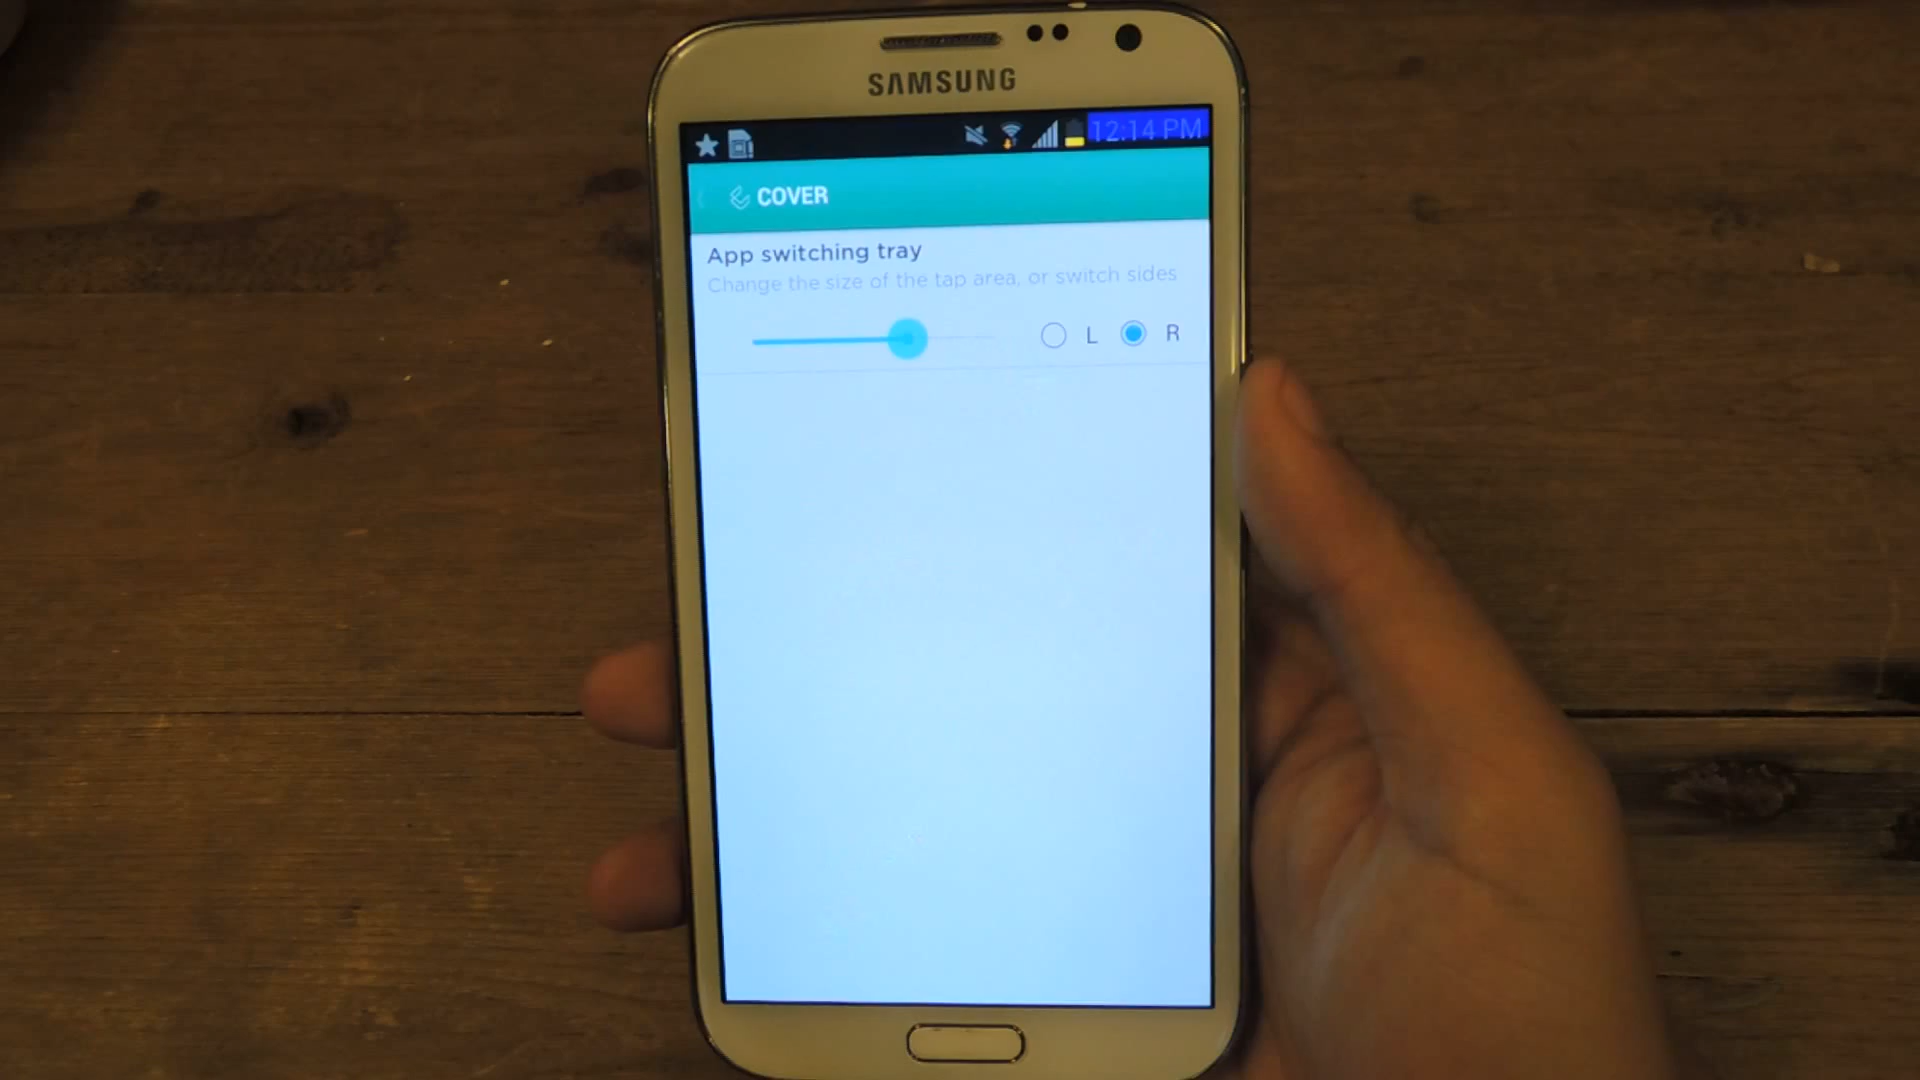 SAMSUNG
12:14 PM
COVER
App switching tray
Change the size of the tap area, or switch sides
L R